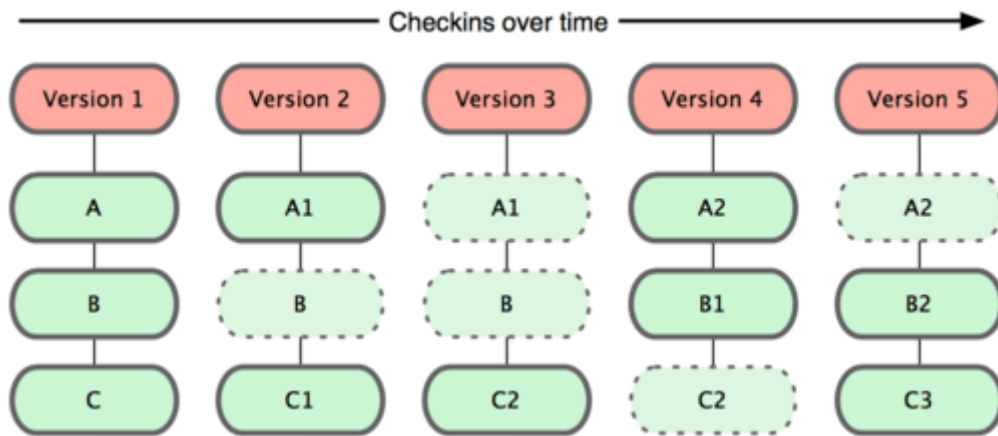 Checkins over time
Version 1 Version 2 Version 3 Version 4 Version 5
A A1 A1 A2 A2
B B B B1 B2
C C1 C2 C2 C3